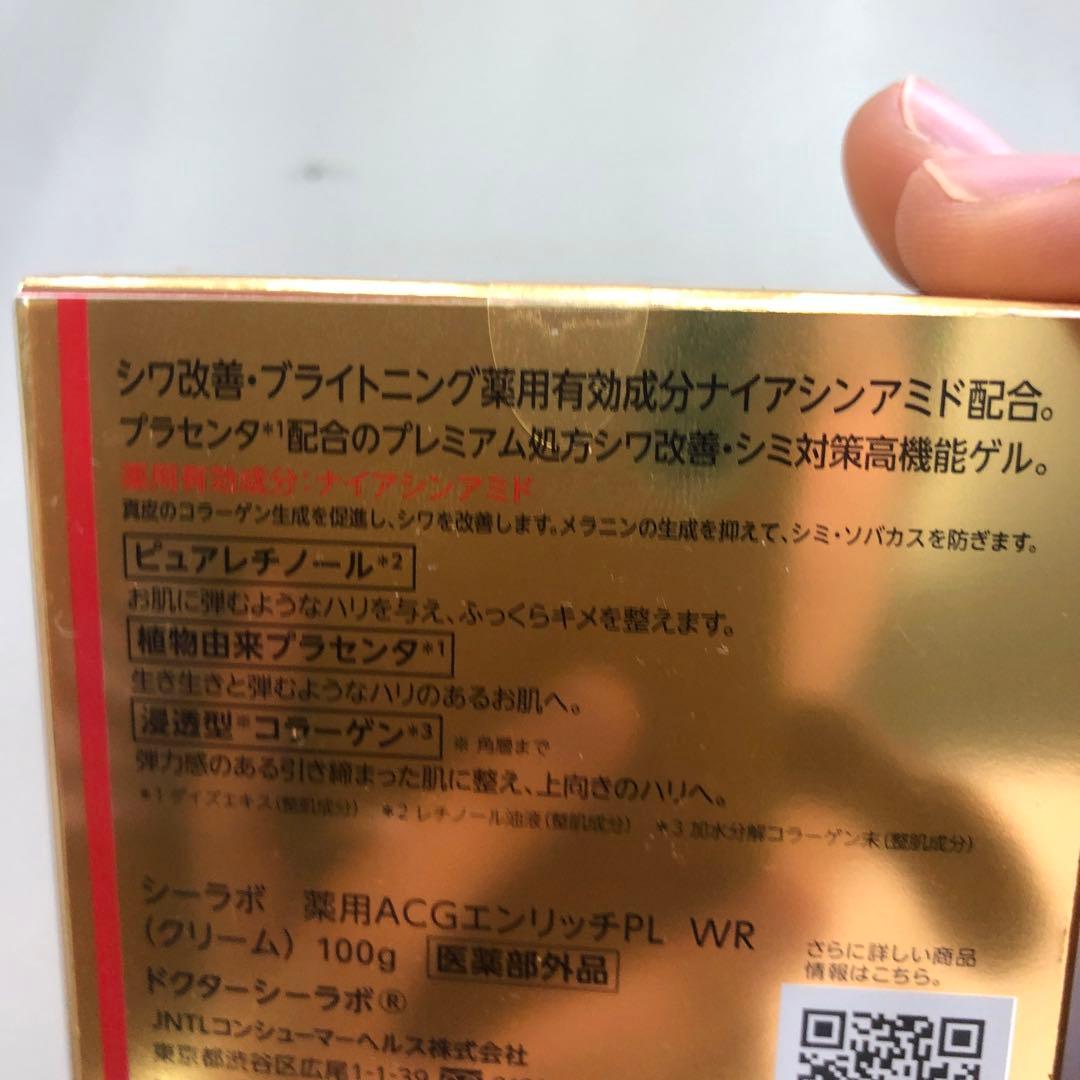 シワ改善・ブライトニング薬用有効成分ナイアシンアミド配合。
プラセンタ*1配合のプレミアム処方シワ改善・シミ対策高機能ゲル。
薬用有効成分：ナイアシンアミド
真皮のコラーゲン生成を促進し、シワを改善します。メラニンの生成を抑えて、シミ・ソバカスを防ぎます。
ピュアレチノール*2
お肌に弾むようなハリを与え、ふっくらキメを整えます。
植物由来プラセンタ*1
生き生きと弾むようなハリのあるお肌へ。
浸透型※コラーゲン*3 ※ 角層まで
弾力感のある引き締まった肌に整え、上向きのハリへ。
*1 ダイズエキス(整肌成分) *2 レチノール油液(整肌成分) *3 加水分解コラーゲン末(整肌成分)
シーラボ 薬用ACGエンリッチPL WR
(クリーム) 100g 医薬部外品
ドクターシーラボ®
JNTLコンシューマーヘルス株式会社
東京都渋谷区広尾1-1-39
さらに詳しい商品
情報はこちら。